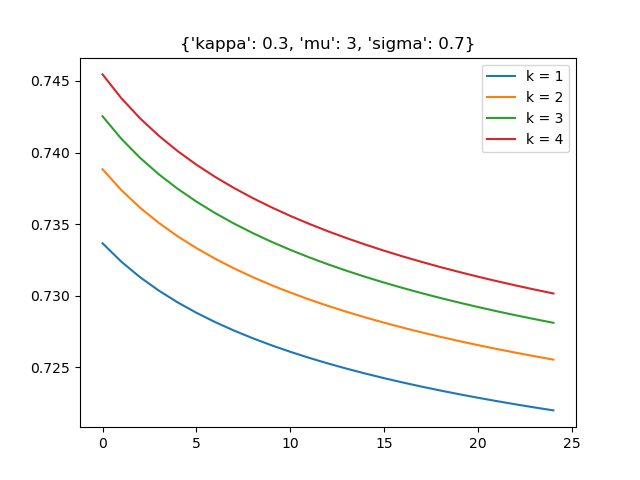 {'kappa': 0.3, 'mu': 3, 'sigma': 0.7}
k = 1
k = 2
k = 3
k = 4
0.745
0.740
0.735
0.730
0.725
0 5 10 15 20 25